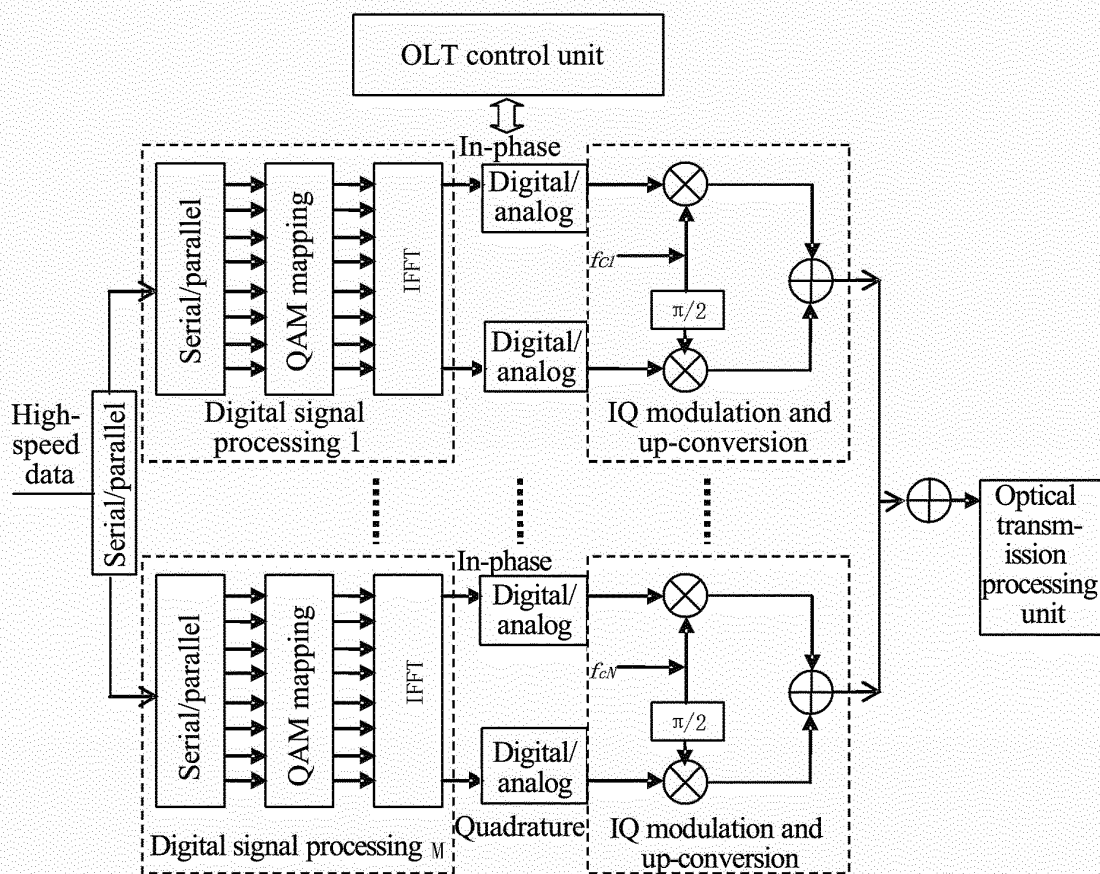 OLT control unit
In-phase
Serial/parallel
QAM mapping
IFFT
Digital/
analog
fC1
π/2
Digital/
analog
Digital signal
processing 1
IQ modulation and
up-conversion
High-
speed
data
Serial/parallel
Optical
transm-
ission
processing
unit
In-phase
Serial/parallel
QAM mapping
IFFT
Digital/
analog
fcN
π/2
Digital/
analog
Quadrature
Digital signal processing M
IQ modulation and
up-conversion